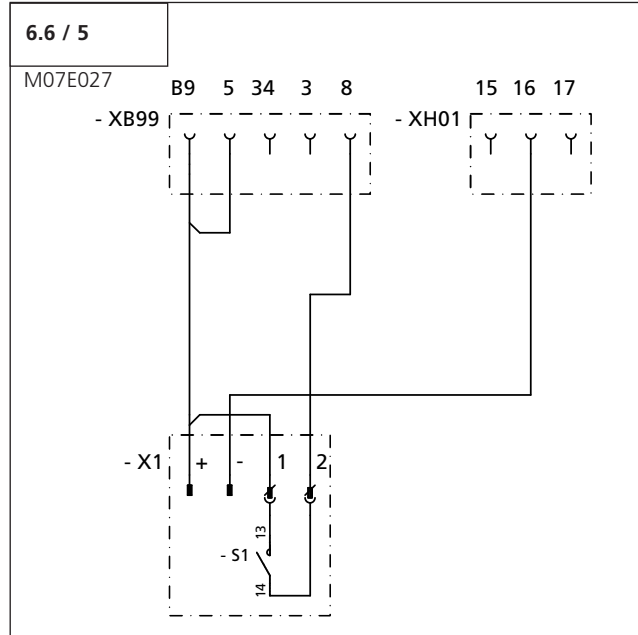 6.6 / 5
M07E027
B9 5 34 3 8
15 16 17
- XB99
- XH01
- X1 + - 1 2
13
- S1
14